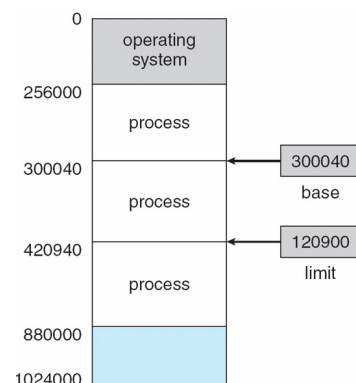 0
operating
system
256000
process
300040
300040
base
process
420940
120900
limit
process
880000
1024000